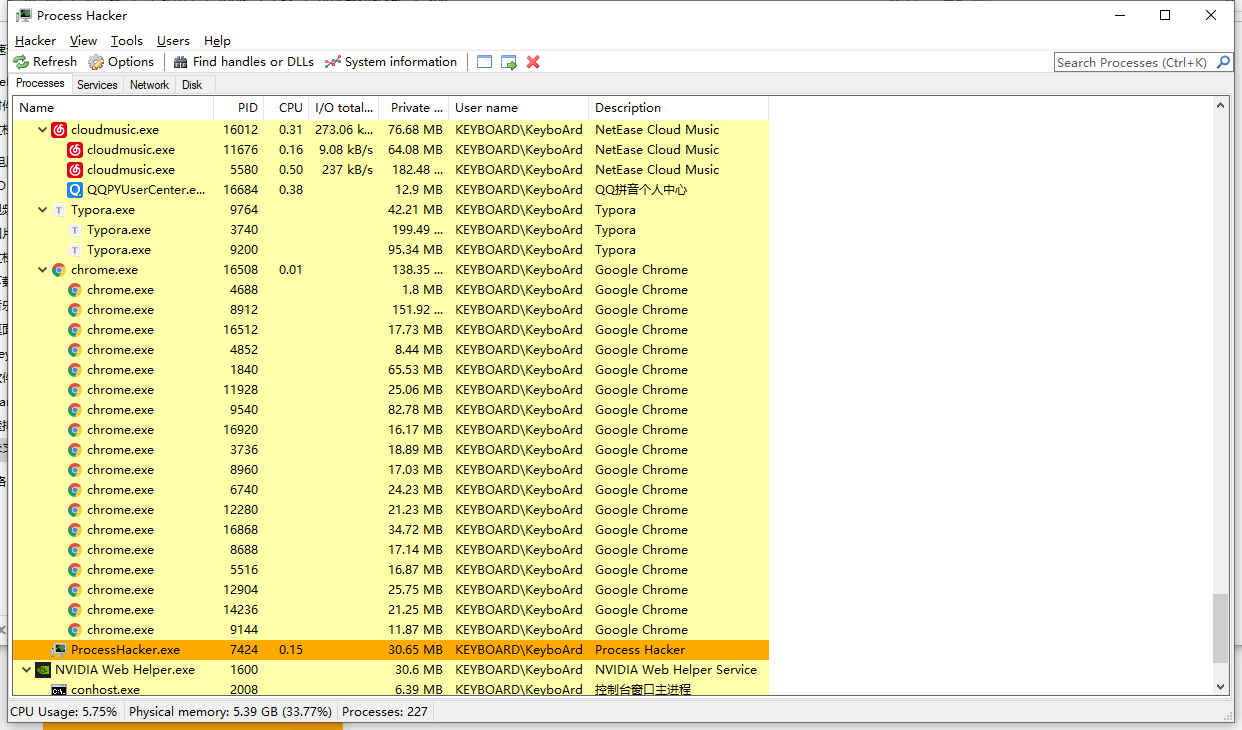 Process Hacker
Hacker View Tools Users Help
Refresh Options Find handles or DLLs System information Search Processes (Ctrl+K)
Processes Services Network Disk
Name PID CPU I/O total... Private ... User name Description
cloudmusic.exe 16012 0.31 273.06 k... 76.68 MB KEYBOARD\KeyboArd NetEase Cloud Music
cloudmusic.exe 11676 0.16 9.08 kB/s 64.08 MB KEYBOARD\KeyboArd NetEase Cloud Music
cloudmusic.exe 5580 0.50 237 kB/s 182.48 ... KEYBOARD\KeyboArd NetEase Cloud Music
QQPYUserCenter.e... 16684 0.38 12.9 MB KEYBOARD\KeyboArd QQ拼音个人中心
Typora.exe 9764 42.21 MB KEYBOARD\KeyboArd Typora
Typora.exe 3740 199.49 ... KEYBOARD\KeyboArd Typora
Typora.exe 9200 95.34 MB KEYBOARD\KeyboArd Typora
chrome.exe 16508 0.01 138.35 ... KEYBOARD\KeyboArd Google Chrome
chrome.exe 4688 1.8 MB KEYBOARD\KeyboArd Google Chrome
chrome.exe 8912 151.92 ... KEYBOARD\KeyboArd Google Chrome
chrome.exe 16512 17.73 MB KEYBOARD\KeyboArd Google Chrome
chrome.exe 4852 8.44 MB KEYBOARD\KeyboArd Google Chrome
chrome.exe 1840 65.53 MB KEYBOARD\KeyboArd Google Chrome
chrome.exe 11928 25.06 MB KEYBOARD\KeyboArd Google Chrome
chrome.exe 9540 82.78 MB KEYBOARD\KeyboArd Google Chrome
chrome.exe 16920 16.17 MB KEYBOARD\KeyboArd Google Chrome
chrome.exe 3736 18.89 MB KEYBOARD\KeyboArd Google Chrome
chrome.exe 8960 17.03 MB KEYBOARD\KeyboArd Google Chrome
chrome.exe 6740 24.23 MB KEYBOARD\KeyboArd Google Chrome
chrome.exe 12280 21.23 MB KEYBOARD\KeyboArd Google Chrome
chrome.exe 16868 34.72 MB KEYBOARD\KeyboArd Google Chrome
chrome.exe 8688 17.14 MB KEYBOARD\KeyboArd Google Chrome
chrome.exe 5516 16.87 MB KEYBOARD\KeyboArd Google Chrome
chrome.exe 12904 25.75 MB KEYBOARD\KeyboArd Google Chrome
chrome.exe 14236 21.25 MB KEYBOARD\KeyboArd Google Chrome
chrome.exe 9144 11.87 MB KEYBOARD\KeyboArd Google Chrome
ProcessHacker.exe 7424 0.15 30.65 MB KEYBOARD\KeyboArd Process Hacker
NVIDIA Web Helper.exe 1600 30.6 MB KEYBOARD\KeyboArd NVIDIA Web Helper Service
conhost.exe 2008 6.39 MB KEYBOARD\KeyboArd 控制台窗口主进程
CPU Usage: 5.75% Physical memory: 5.39 GB (33.77%) Processes: 227